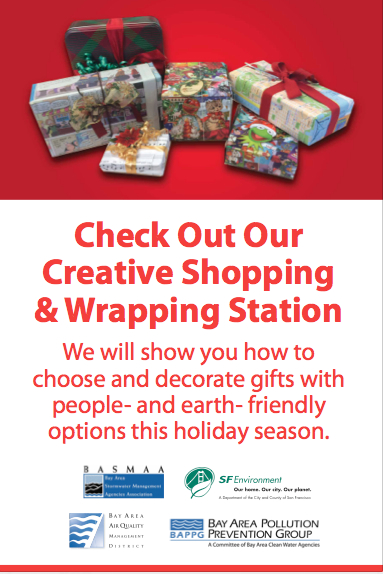 Check Out Our
Creative Shopping
& Wrapping Station
We will show you how to
choose and decorate gifts with
people- and earth- friendly
options this holiday season.
BASMAA
Bay Area
Stormwater Management
Agencies Association
SFEnvironment
Our home. Our city. Our planet.
A Department of the City and County of San Francisco
BAY AREA
AIR QUALITY
MANAGEMENT
DISTRICT
BAPPG
BAY AREA POLLUTION
PREVENTION GROUP
A Committee of Bay Area Clean Water Agencies